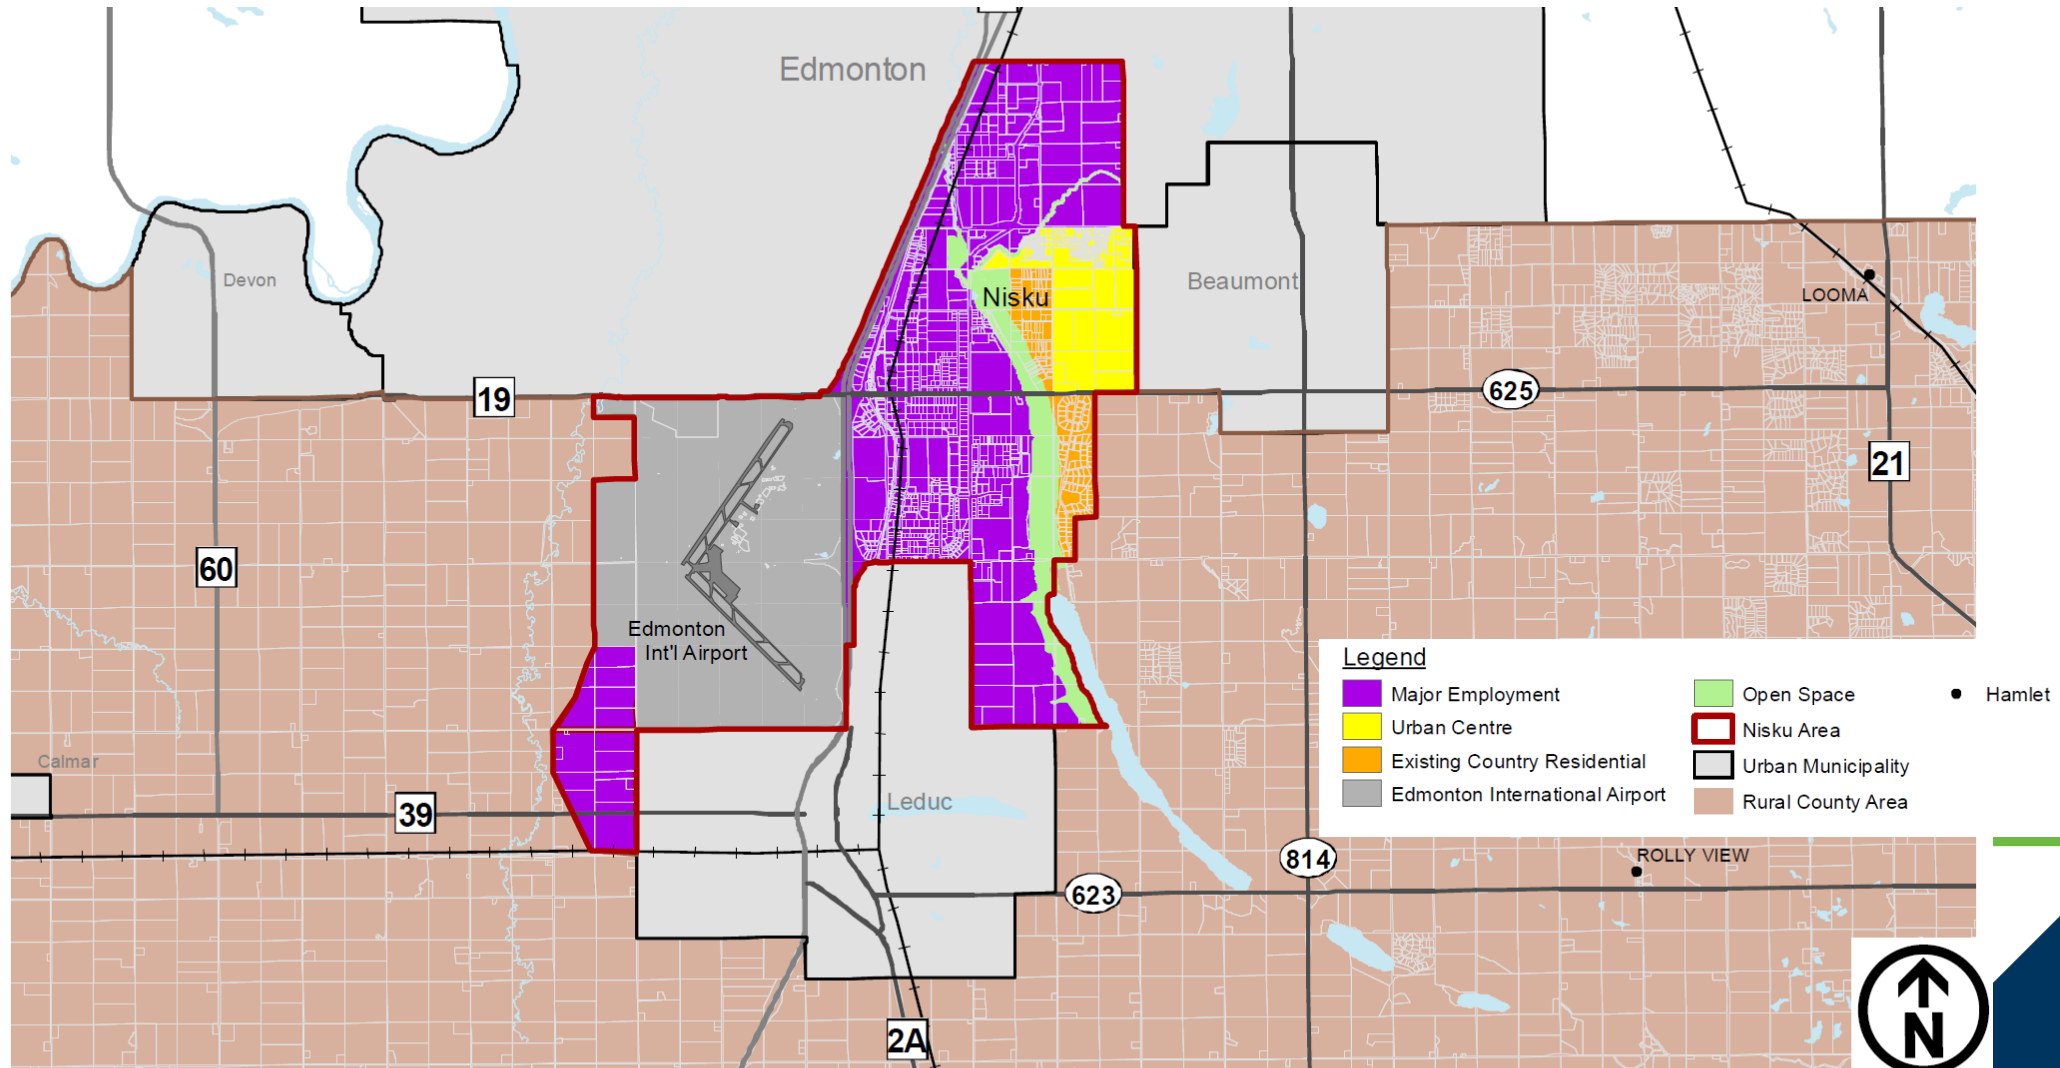 Edmonton
Devon
Nisku
Beaumont
LOOMA
19
625
21
60
Edmonton
Int'l Airport
Calmar
39
Leduc
814
ROLLY VIEW
623
2A
Legend
Major Employment
Urban Centre
Existing Country Residential
Edmonton International Airport
Open Space
Nisku Area
Urban Municipality
Rural County Area
Hamlet
N